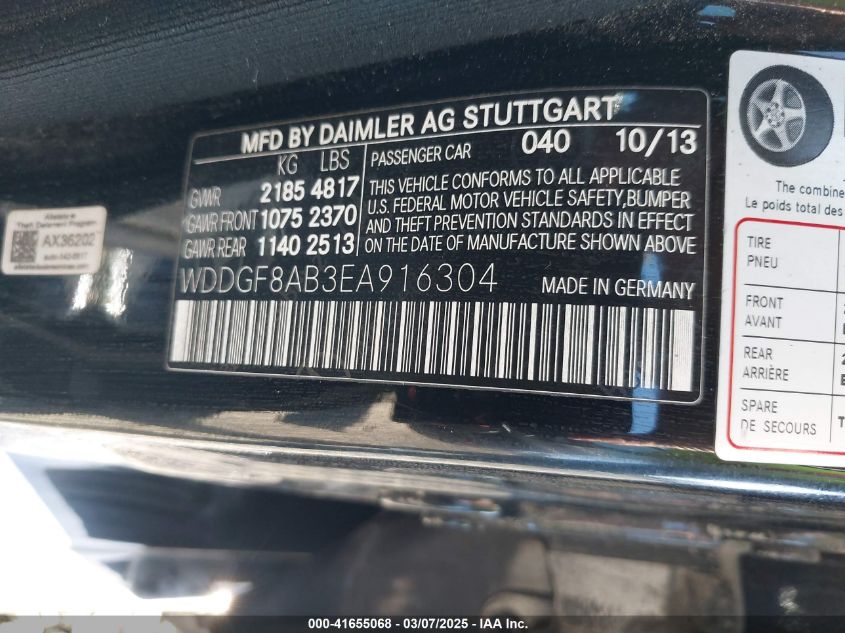 MFD BY DAIMLER AG STUTTGART
KG LBS
PASSENGER CAR 040 10/13
GVWR 2185 4817
GAWR FRONT 1075 2370
GAWR REAR 1140 2513
THIS VEHICLE CONFORMS TO ALL APPLICABLE
U.S. FEDERAL MOTOR VEHICLE SAFETY,BUMPER
AND THEFT PREVENTION STANDARDS IN EFFECT
ON THE DATE OF MANUFACTURE SHOWN ABOVE
WDDGF8AB3EA916304 MADE IN GERMANY
Theft Deterrent Program
AX36202
The combine
Le poids total des
TIRE
PNEU
FRONT
AVANT
REAR
ARRIÈRE
SPARE
DE SECOURS
000-41655068 - 03/07/2025 - IAA Inc.